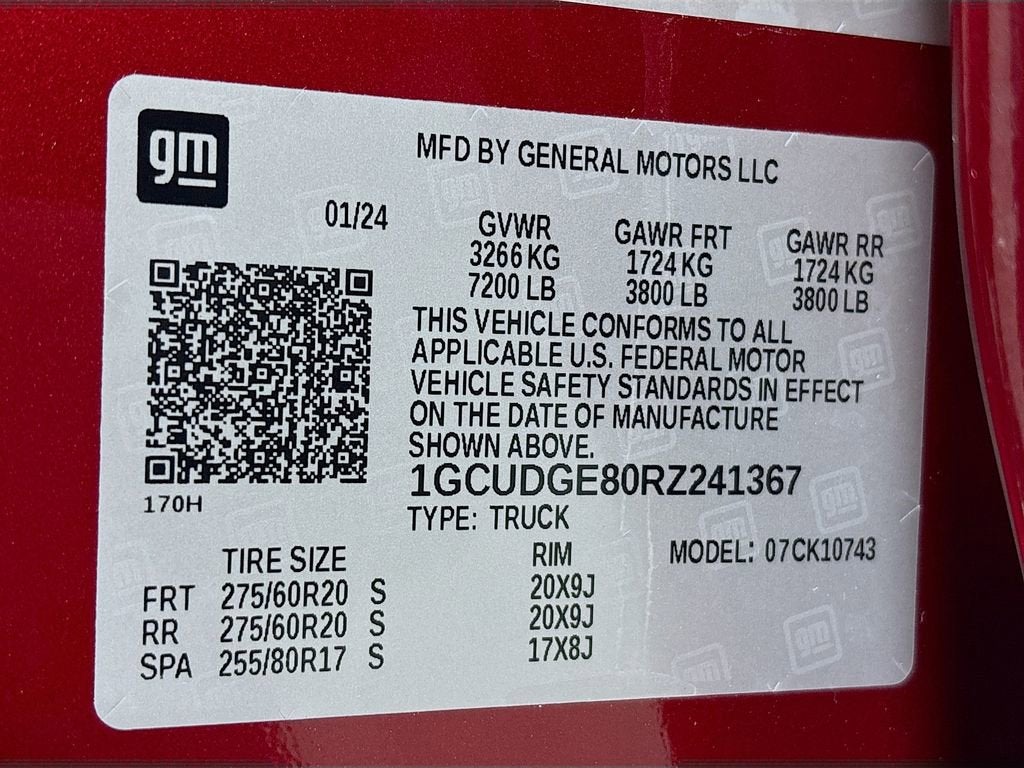 gm
MFD BY GENERAL MOTORS LLC
01/24
GVWR GAWR FRT GAWR RR
3266 KG 1724 KG 1724 KG
7200 LB 3800 LB 3800 LB
THIS VEHICLE CONFORMS TO ALL
APPLICABLE U.S. FEDERAL MOTOR
VEHICLE SAFETY STANDARDS IN EFFECT
ON THE DATE OF MANUFACTURE
SHOWN ABOVE.
1GCUDGE80RZ241367
170H
TYPE: TRUCK
TIRE SIZE RIM MODEL: 07CK10743
FRT 275/60R20 S 20X9J
RR 275/60R20 S 20X9J
SPA 255/80R17 S 17X8J